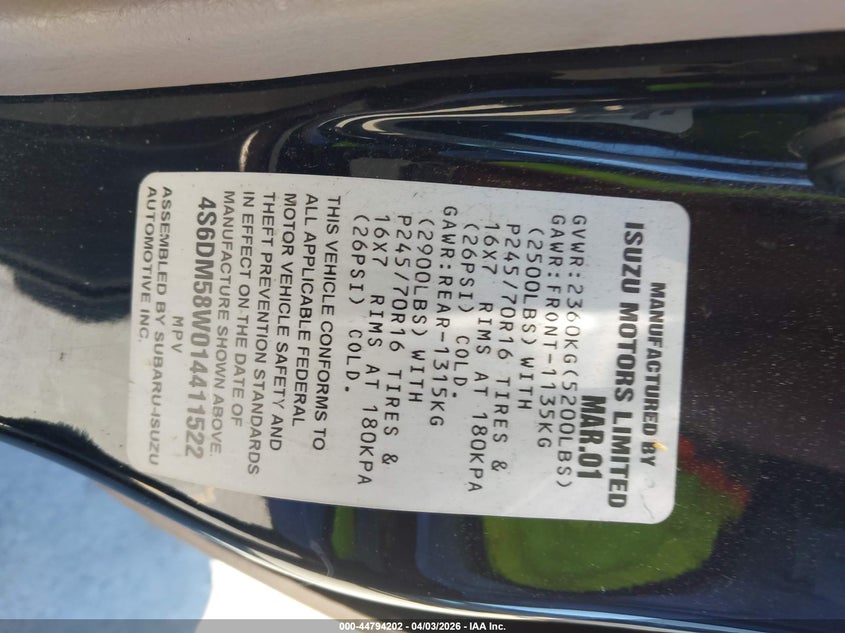 MANUFACTURED BY
ISUZU MOTORS LIMITED
MAR.01
GVWR:2360KG(5200LBS)
GAWR:FRONT-1135KG
(2500LBS) WITH
P245/70R16 TIRES &
16X7 RIMS AT 180KPA
(26PSI) COLD.
GAWR:REAR-1315KG
(2900LBS) WITH
P245/70R16 TIRES &
16X7 RIMS AT 180KPA
(26PSI) COLD.
THIS VEHICLE CONFORMS TO
ALL APPLICABLE FEDERAL
MOTOR VEHICLE SAFETY AND
THEFT PREVENTION STANDARDS
IN EFFECT ON THE DATE OF
MANUFACTURE SHOWN ABOVE.
4S6DM58W014411522
MPV
ASSEMBLED BY SUBARU-ISUZU
AUTOMOTIVE INC.
000-44794202 - 04/03/2026 - IAA Inc.